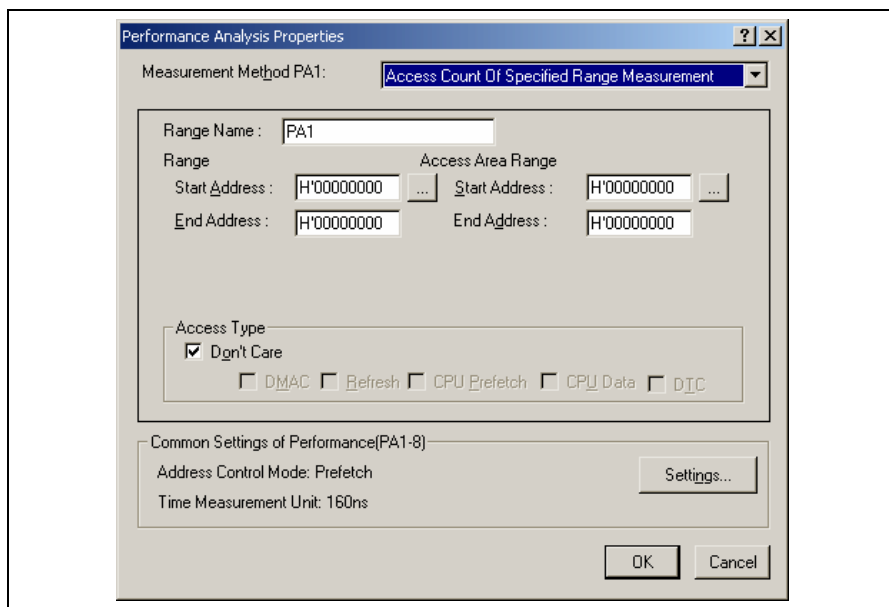 Performance Analysis Properties
Measurement Method PA1: Access Count Of Specified Range Measurement
Range Name : PA1
Range Access Area Range
Start Address : H'00000000 ... Start Address : H'00000000 ...
End Address : H'00000000 End Address : H'00000000
Access Type
Don't Care
DMAC Refresh CPU Prefetch CPU Data DTC
Common Settings of Performance(PA1-8)
Address Control Mode: Prefetch
Settings...
Time Measurement Unit: 160ns
OK Cancel